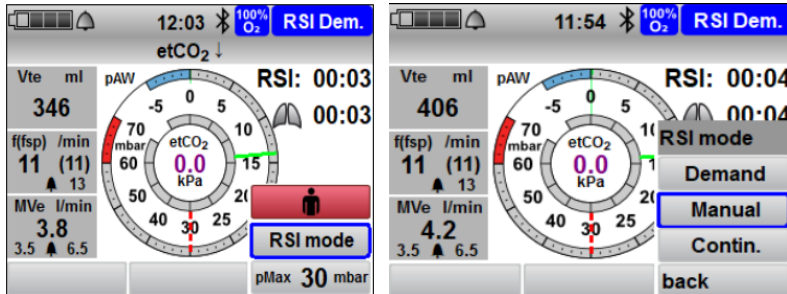 12:03 100% O₂ RSI Dem.
etCO₂↓
Vte ml
346
f(fsp) /min
11 (11)
13
MVe l/min
3.8
3.5 6.5
pAW
-5 0 5 10 15 20 25 30 40 50 60 70
mbar
etCO₂
0.0
kPa
RSI: 00:03
00:03
RSI mode
pMax 30 mbar
11:54 100% O₂ RSI Dem.
Vte ml
406
f(fsp) /min
11 (11)
13
MVe l/min
4.2
3.5 6.5
pAW
-5 0 5 10 15 20 25 30 40 50 60 70
mbar
etCO₂
0.0
kPa
RSI: 00:04
00:04
RSI mode
Demand
Manual
Contin.
back